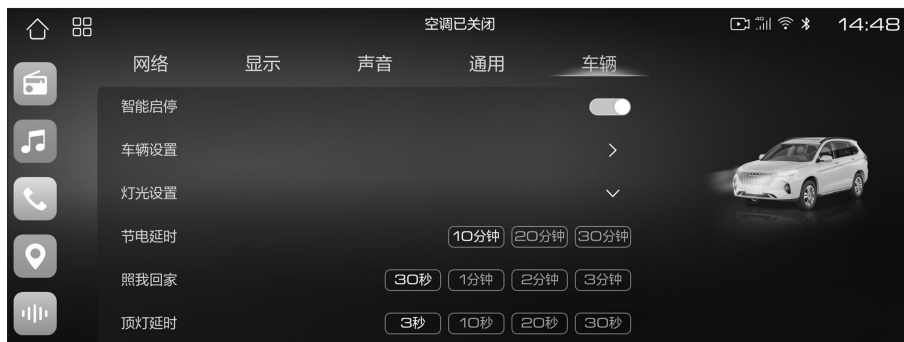 空调已关闭 4G 14:48
网络 显示 声音 通用 车辆
智能启停
车辆设置
灯光设置
节电延时 10分钟 20分钟 30分钟
照我回家 30秒 1分钟 2分钟 3分钟
顶灯延时 3秒 10秒 20秒 30秒